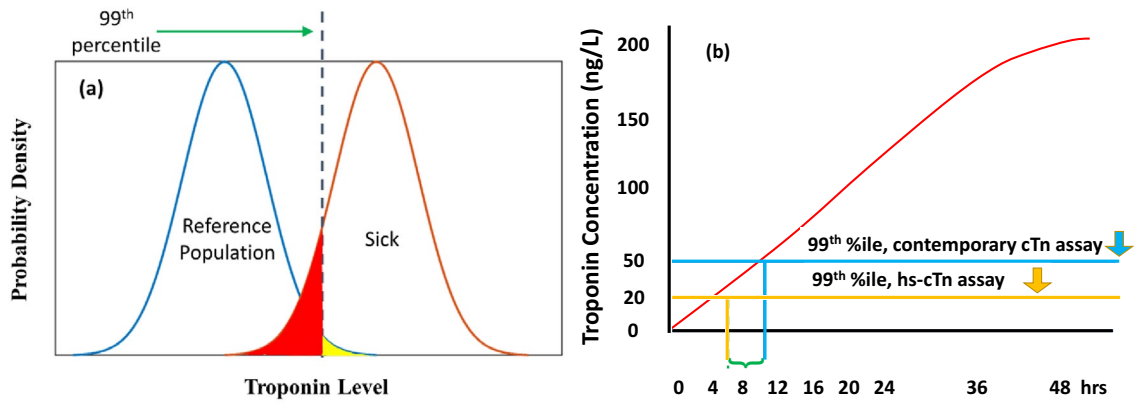 99th
percentile
(a)
Probability Density
Reference
Population
Sick
Troponin Level
(b)
Troponin Concentration (ng/L)
200
150
100
50
20
0
99th %ile, contemporary cTn assay
99th %ile, hs-cTn assay
0 4 8 12 16 20 24 36 48 hrs